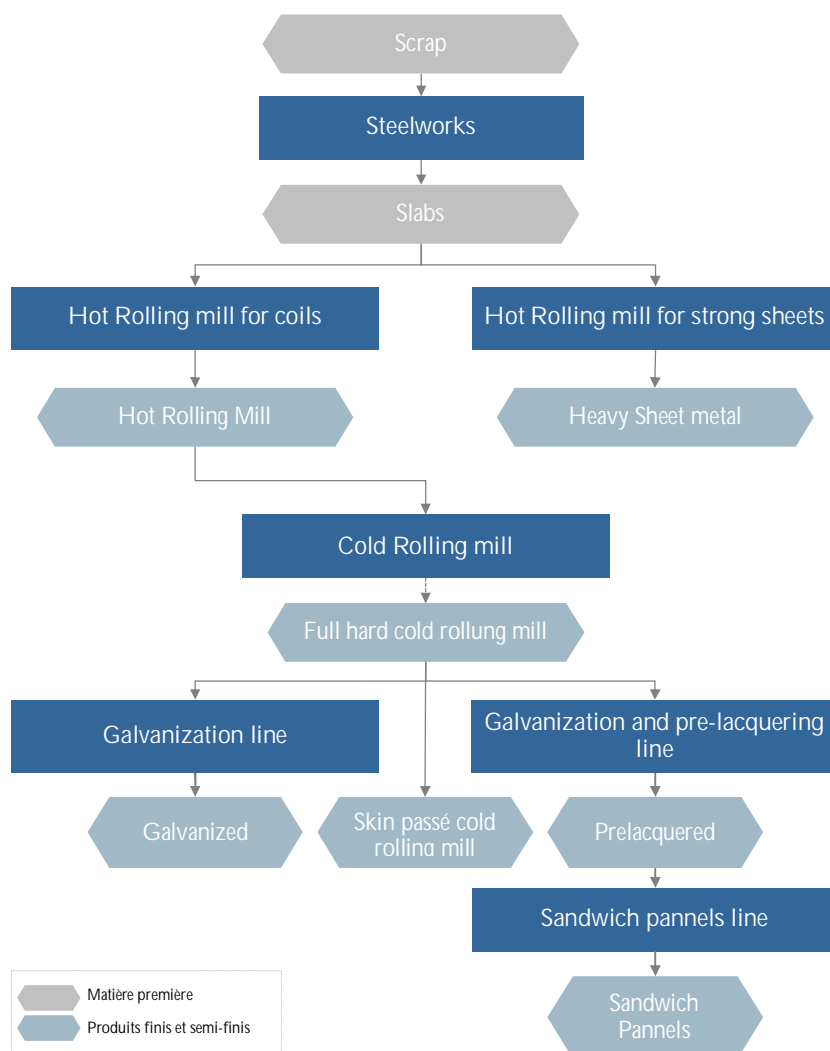 Scrap
Steelworks
Slabs
Hot Rolling mill for coils
Hot Rolling mill for strong sheets
Hot Rolling Mill
Heavy Sheet metal
Cold Rolling mill
Full hard cold rollung mill
Galvanization line
Galvanization and pre-lacquering
line
Galvanized
Skin passé cold
rolling mill
Prelacquered
Sandwich pannels line
Sandwich
Pannels
Matière première
Produits finis et semi-finis